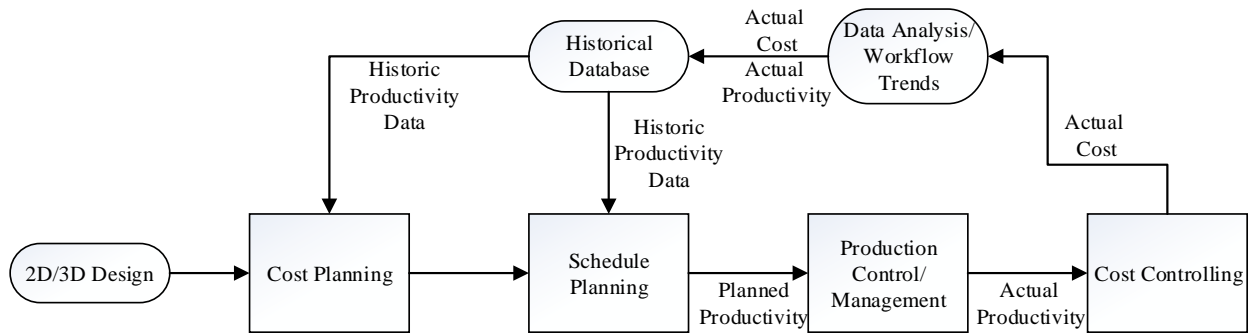 Actual
Cost
Actual
Productivity
Historical
Database
Data Analysis/
Workflow
Trends
Historic
Productivity
Data
Historic
Productivity
Data
Actual
Cost
2D/3D Design
Cost Planning
Schedule
Planning
Planned
Productivity
Production
Control/
Management
Actual
Productivity
Cost Controlling